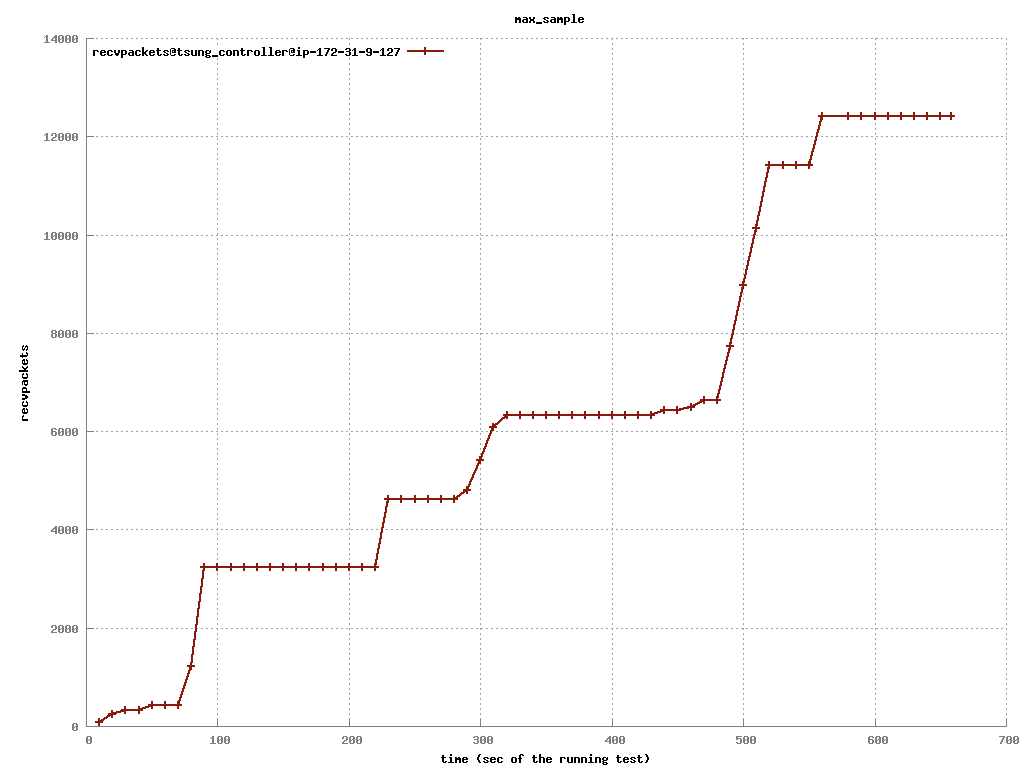 max_sample
recvpackets@tsung_controller@ip-172-31-9-127
14000
12000
10000
8000
6000
4000
2000
0
recvpackets
0 100 200 300 400 500 600 700
time (sec of the running test)